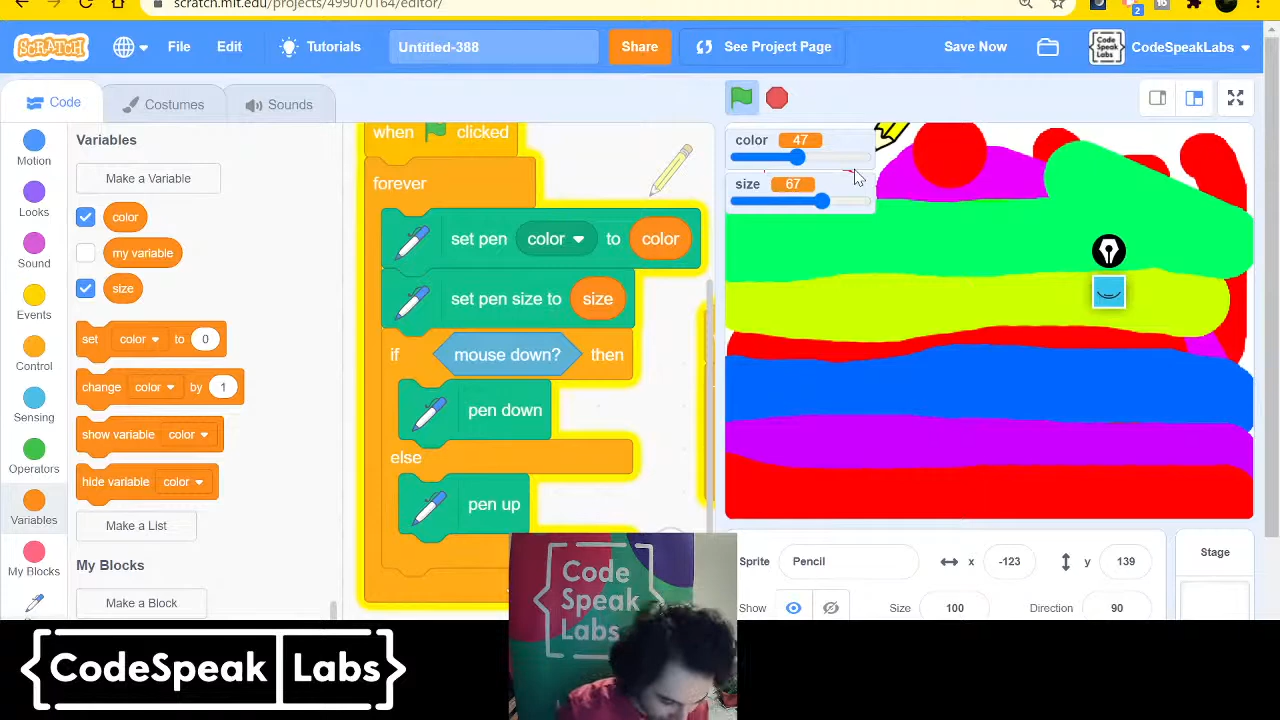 scratch.mit.edu/projects/499070164/editor/
2
16
SCRATCH
File
Edit
Tutorials
Untitled-388
Share
See Project Page
Save Now
Code Speak Labs
CodeSpeakLabs
Code
Costumes
Sounds
Motion
Looks
Sound
Events
Control
Sensing
Operators
Variables
My Blocks
Variables
Make a Variable
color
my variable
size
set color to 0
change color by 1
show variable color
hide variable color
Make a List
My Blocks
Make a Block
when clicked
forever
set pen color to color
set pen size to size
if mouse down? then
pen down
else
pen up
color 47
size 67
Sprite Pencil x -123 y 139
Show Size 100 Direction 90
Stage
{Code
Speak
Labs}
{CodeSpeak|Labs}